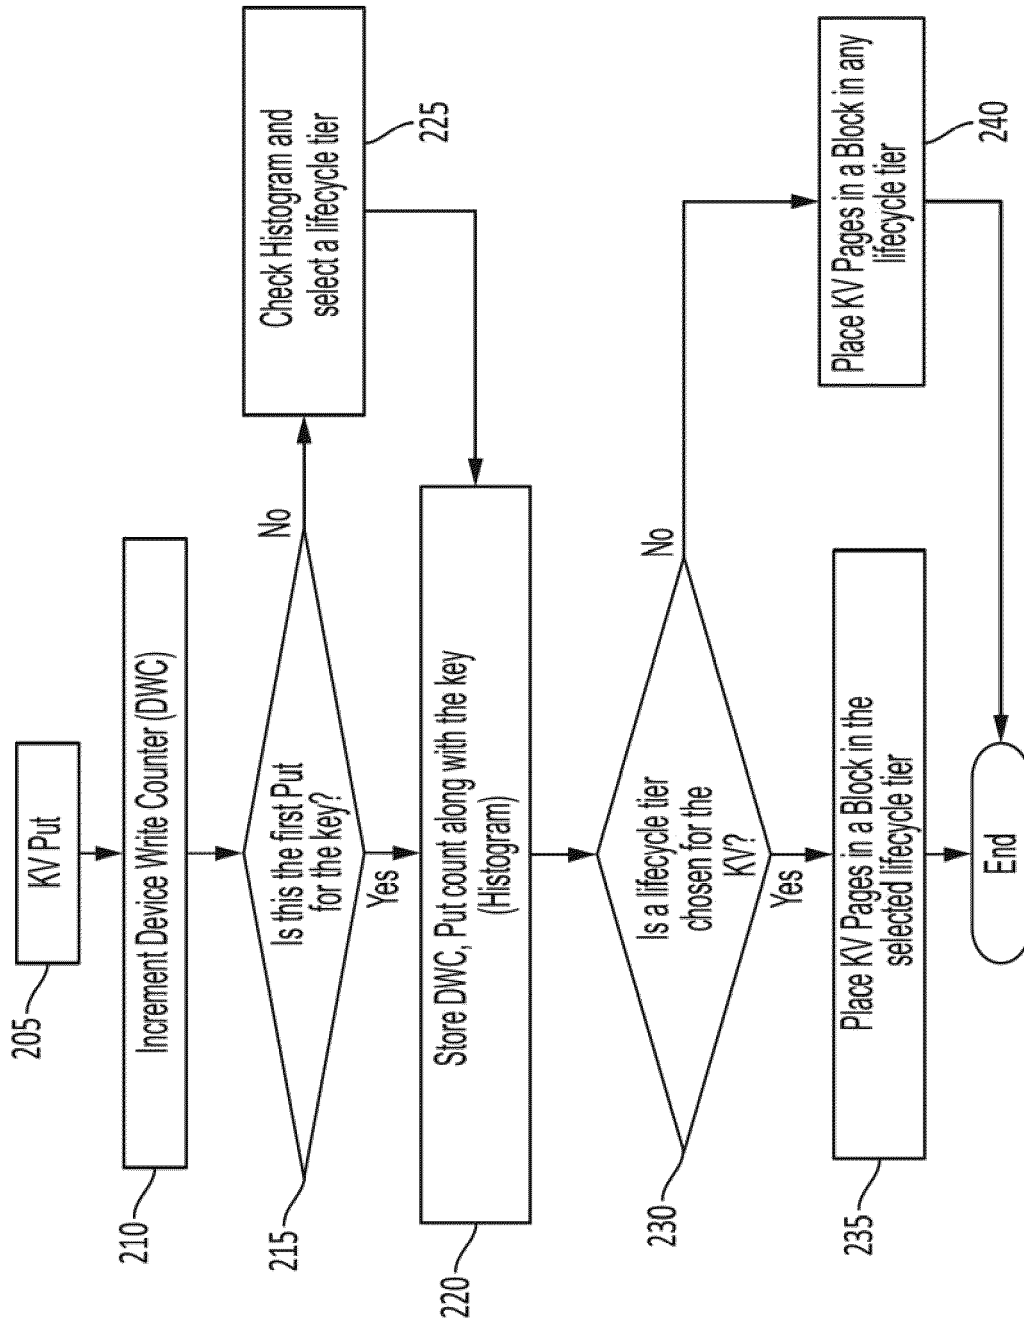 KV Put
205
Increment Device Write Counter (DWC)
210
Is this the first Put
for the key?
215
No
Yes
Check Histogram and
select a lifecycle tier
225
Store DWC, Put count along with the key
(Histogram)
220
Is a lifecycle tier
chosen for the
KV?
230
No
Yes
Place KV Pages in a Block in the
selected lifecycle tier
235
Place KV Pages in a Block in any
lifecycle tier
240
End